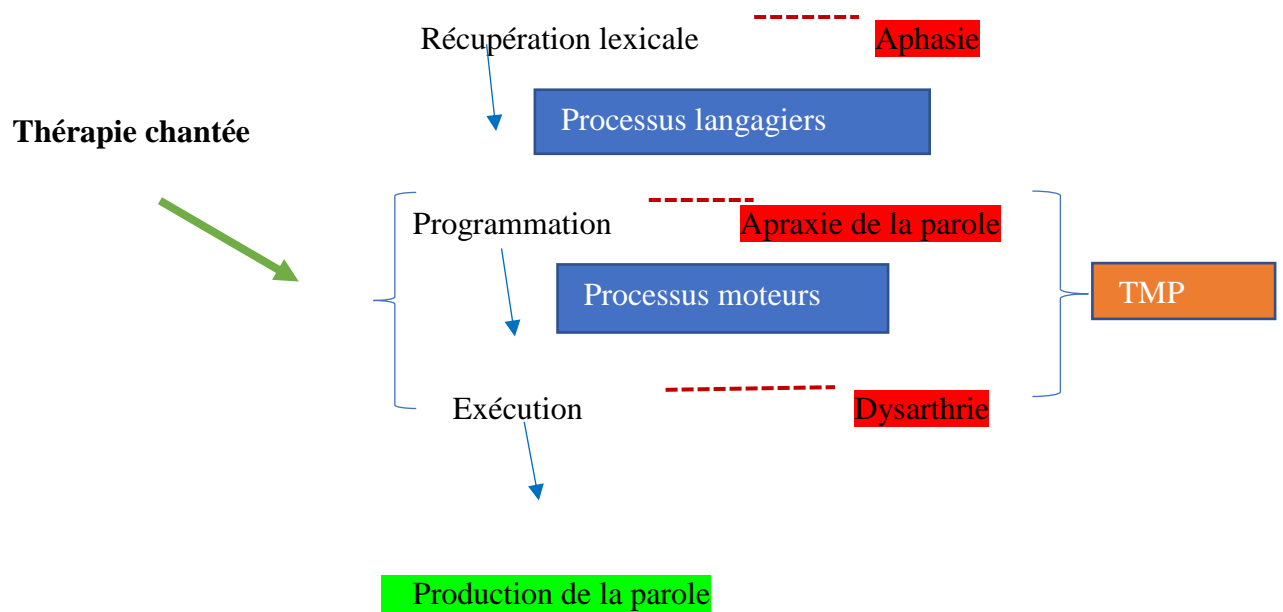 Récupération lexicale
Aphasie
Processus langagiers
Thérapie chantée
Programmation
Apraxie de la parole
Processus moteurs
TMP
Exécution
Dysarthrie
Production de la parole